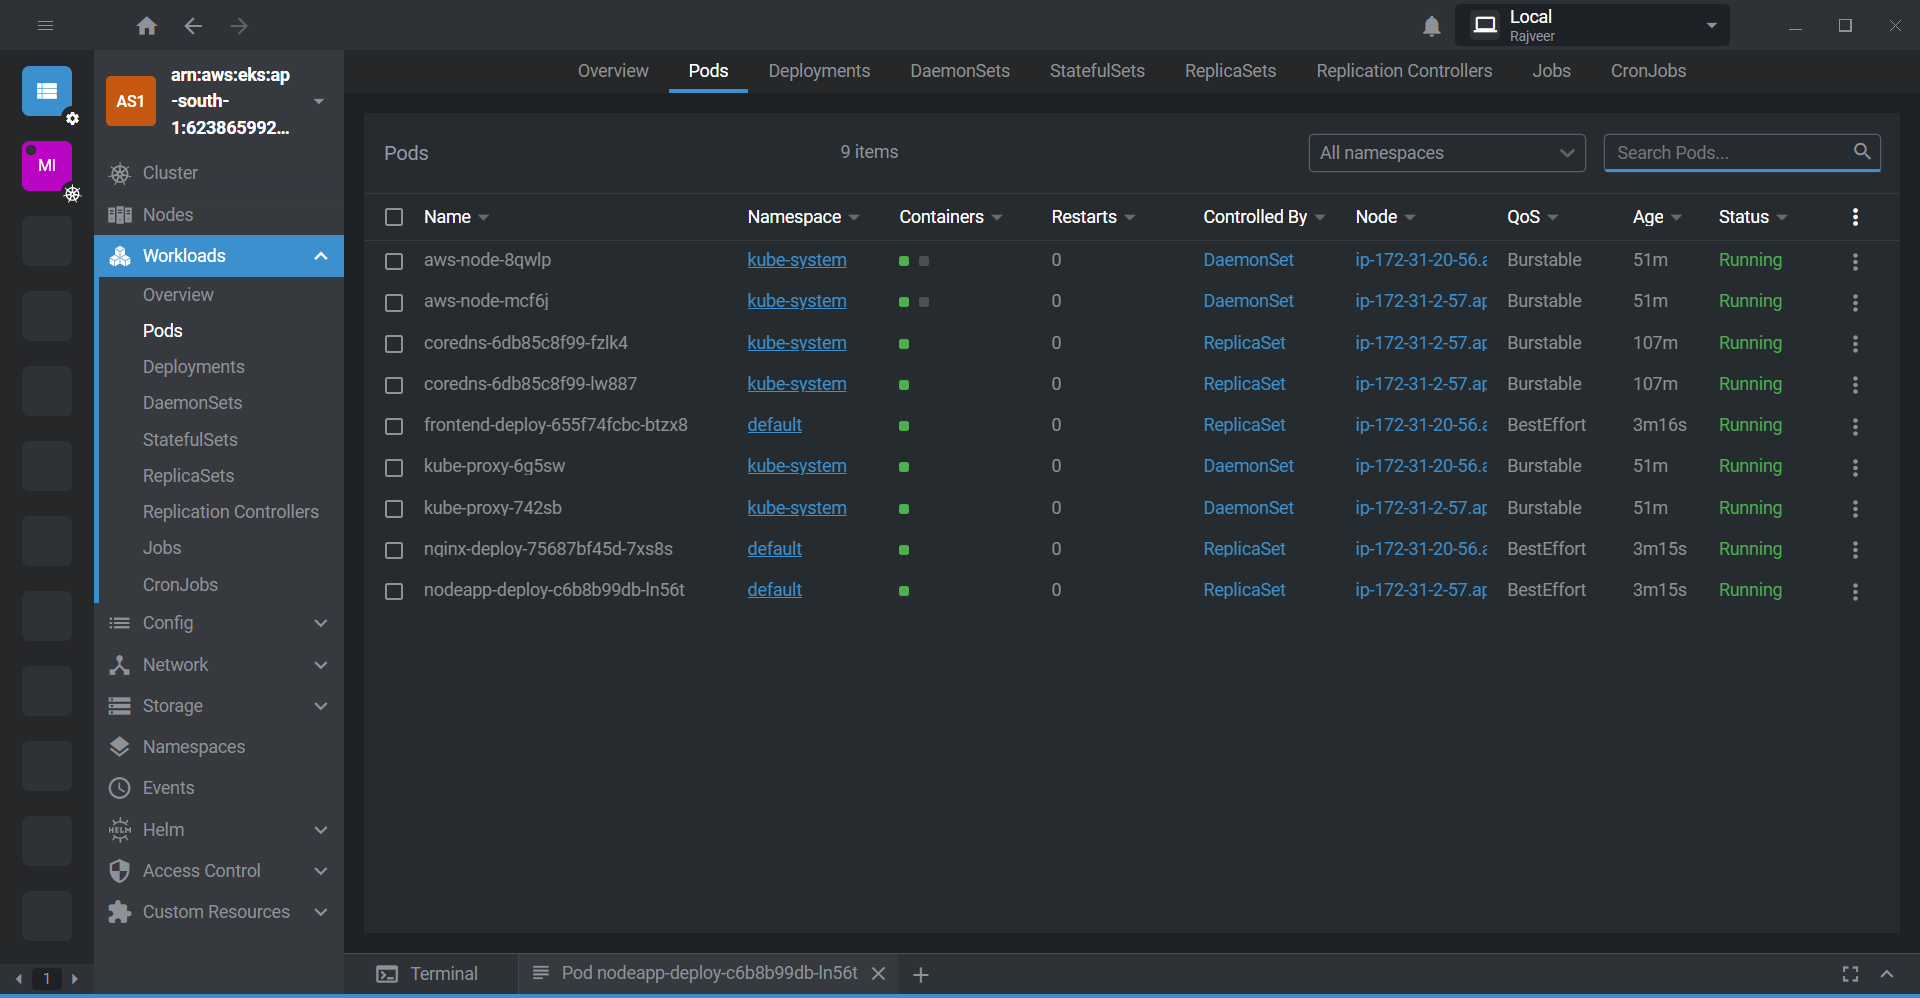 Local
Rajveer
AS1
arn:aws:eks:ap
-south-
1:623865992...
MI
Cluster
Nodes
Workloads
Overview
Pods
Deployments
DaemonSets
StatefulSets
ReplicaSets
Replication Controllers
Jobs
CronJobs
Config
Network
Storage
Namespaces
Events
HELM
Helm
Access Control
Custom Resources
1
Overview Pods Deployments DaemonSets StatefulSets ReplicaSets Replication Controllers Jobs CronJobs
Pods 9 items All namespaces Search Pods...
Name Namespace Containers Restarts Controlled By Node QoS Age Status
aws-node-8qwlp kube-system 0 DaemonSet ip-172-31-20-56.a Burstable 51m Running
aws-node-mcf6j kube-system 0 DaemonSet ip-172-31-2-57.ap Burstable 51m Running
coredns-6db85c8f99-fzlk4 kube-system 0 ReplicaSet ip-172-31-2-57.ap Burstable 107m Running
coredns-6db85c8f99-lw887 kube-system 0 ReplicaSet ip-172-31-2-57.ap Burstable 107m Running
frontend-deploy-655f74fcbc-btzx8 default 0 ReplicaSet ip-172-31-20-56.a BestEffort 3m16s Running
kube-proxy-6g5sw kube-system 0 DaemonSet ip-172-31-20-56.a Burstable 51m Running
kube-proxy-742sb kube-system 0 DaemonSet ip-172-31-2-57.ap Burstable 51m Running
nginx-deploy-75687bf45d-7xs8s default 0 ReplicaSet ip-172-31-20-56.a BestEffort 3m15s Running
nodeapp-deploy-c6b8b99db-ln56t default 0 ReplicaSet ip-172-31-2-57.ap BestEffort 3m15s Running
Terminal Pod nodeapp-deploy-c6b8b99db-ln56t